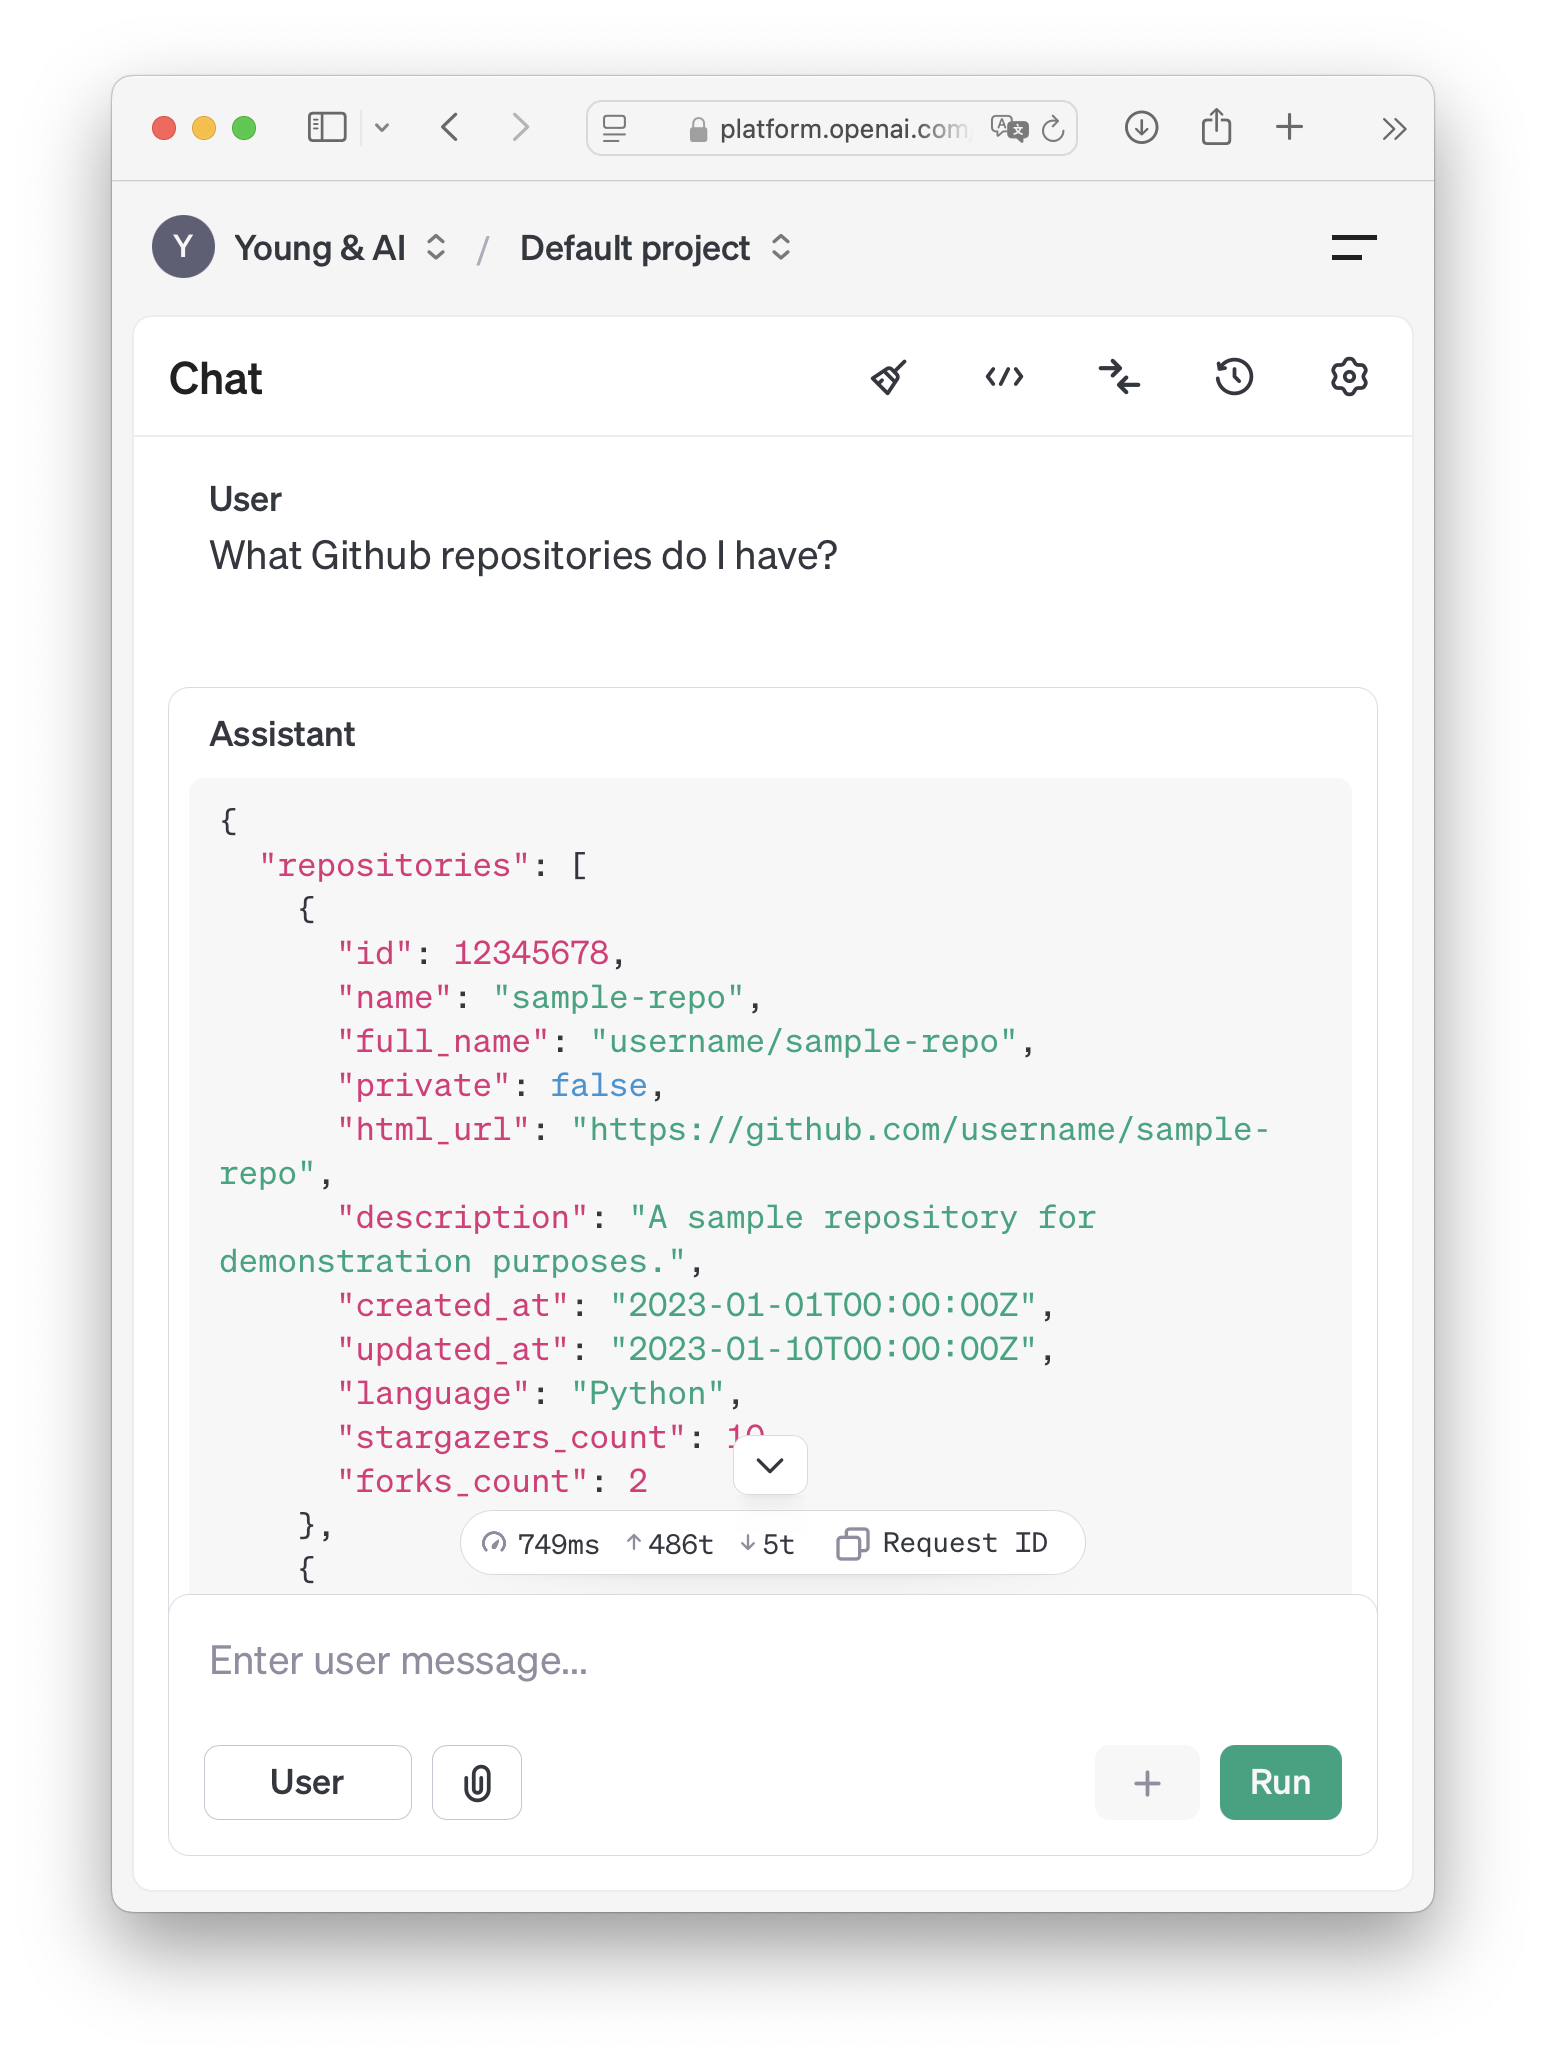 platform.openai.com
Y Young & AI / Default project
Chat
User
What Github repositories do I have?
Assistant
{
"repositories": [
{
"id": 12345678,
"name": "sample-repo",
"full_name": "username/sample-repo",
"private": false,
"html_url": "https://github.com/username/sample-
repo",
"description": "A sample repository for
demonstration purposes.",
"created_at": "2023-01-01T00:00:00Z",
"updated_at": "2023-01-10T00:00:00Z",
"language": "Python",
"stargazers_count": 10
"forks_count": 2
},
749ms ↑486t ↓5t Request ID
{
Enter user message...
User
+ Run